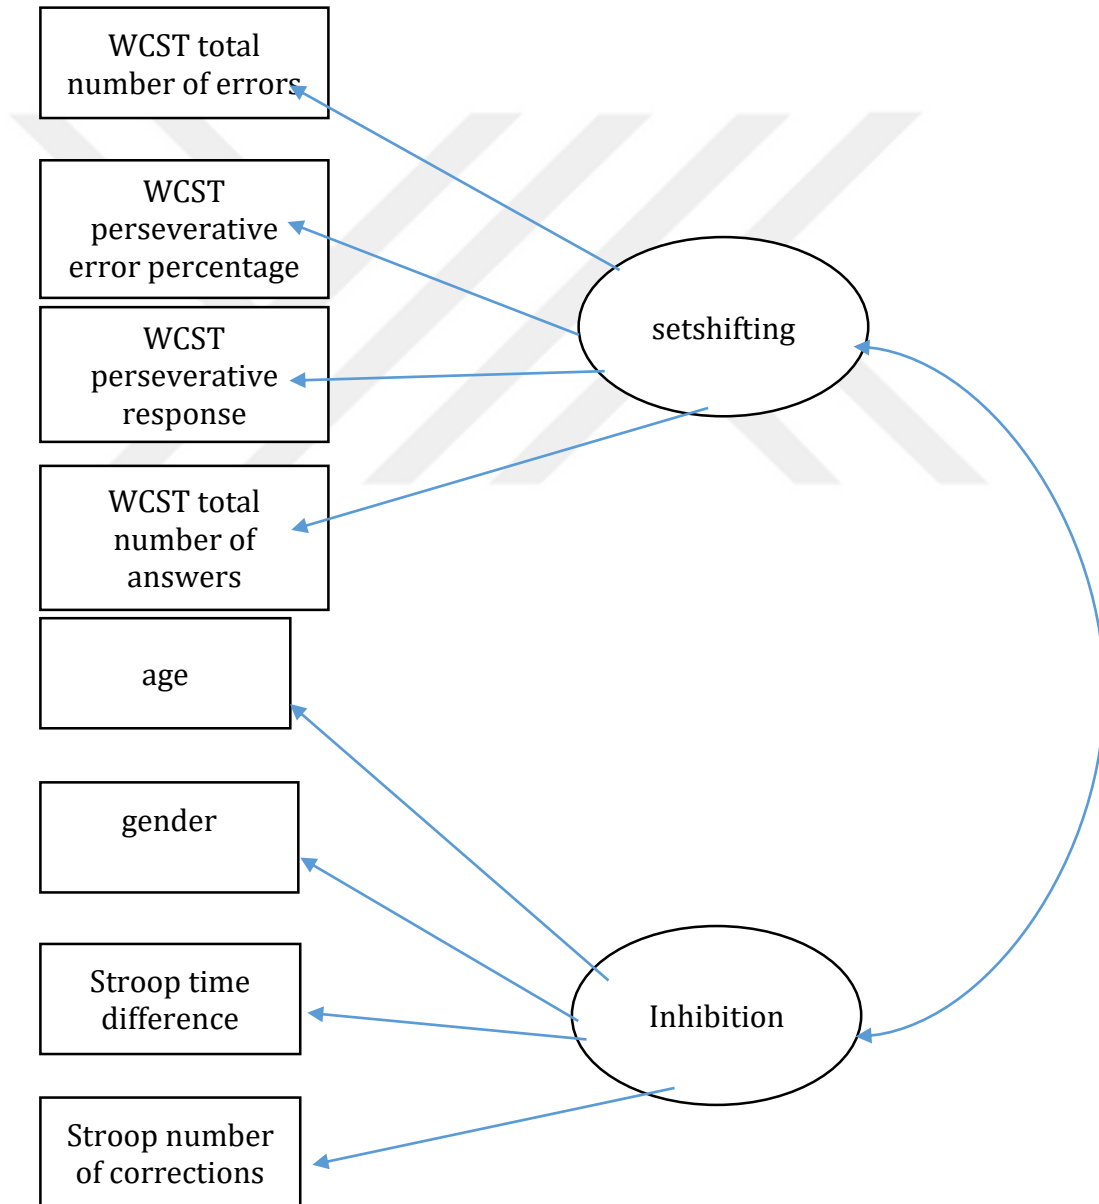 WCST total
number of errors
WCST
perseverative
error percentage
WCST
perseverative
response
setshifting
WCST total
number of
answers
age
gender
Stroop time
difference
Inhibition
Stroop number
of corrections